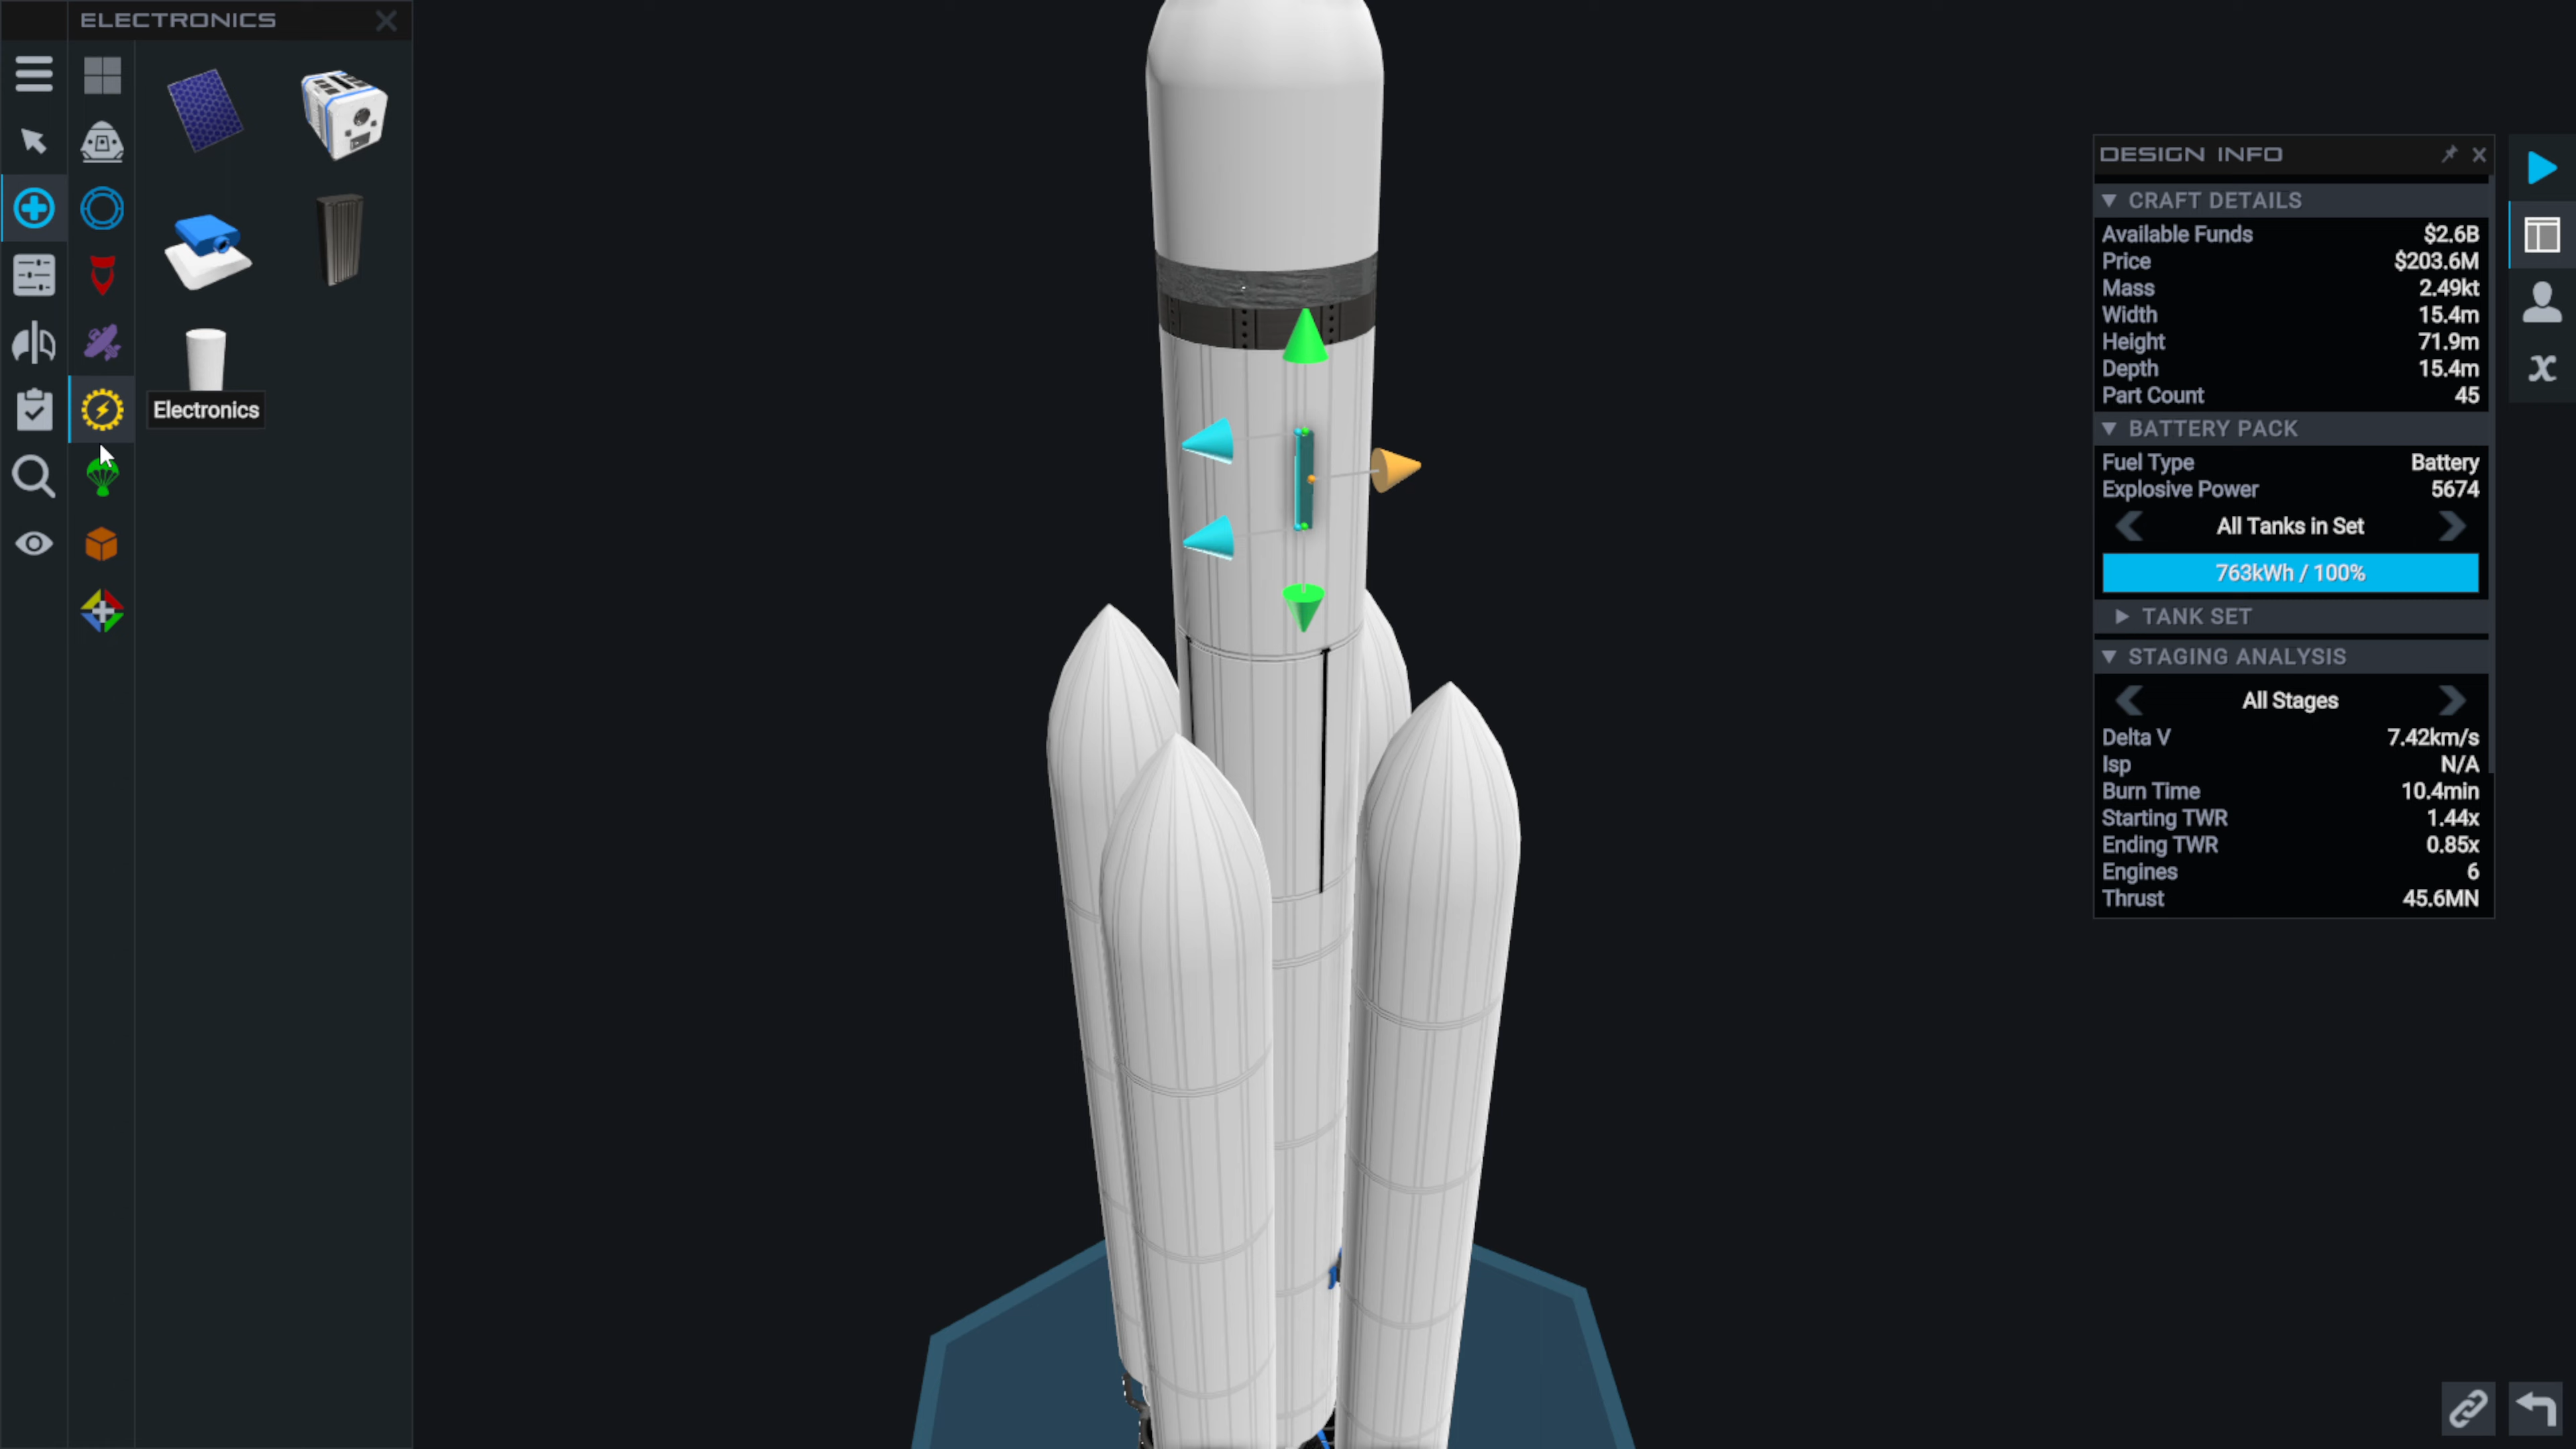 ELECTRONICS
Electronics
DESIGN INFO
CRAFT DETAILS
Available Funds $2.6B
Price $203.6M
Mass 2.49kt
Width 15.4m
Height 71.9m
Depth 15.4m
Part Count 45
BATTERY PACK
Fuel Type Battery
Explosive Power 5674
All Tanks in Set
763kWh / 100%
TANK SET
STAGING ANALYSIS
All Stages
Delta V 7.42km/s
Isp N/A
Burn Time 10.4min
Starting TWR 1.44x
Ending TWR 0.85x
Engines 6
Thrust 45.6MN